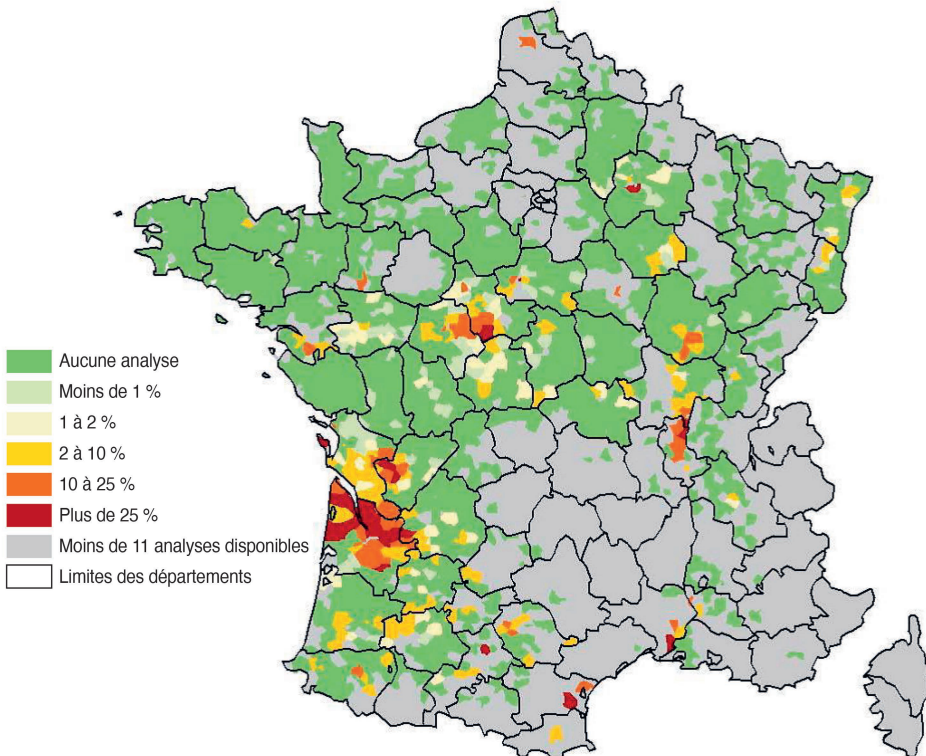 Aucune analyse
Moins de 1 %
1 à 2 %
2 à 10 %
10 à 25 %
Plus de 25 %
Moins de 11 analyses disponibles
Limites des départements